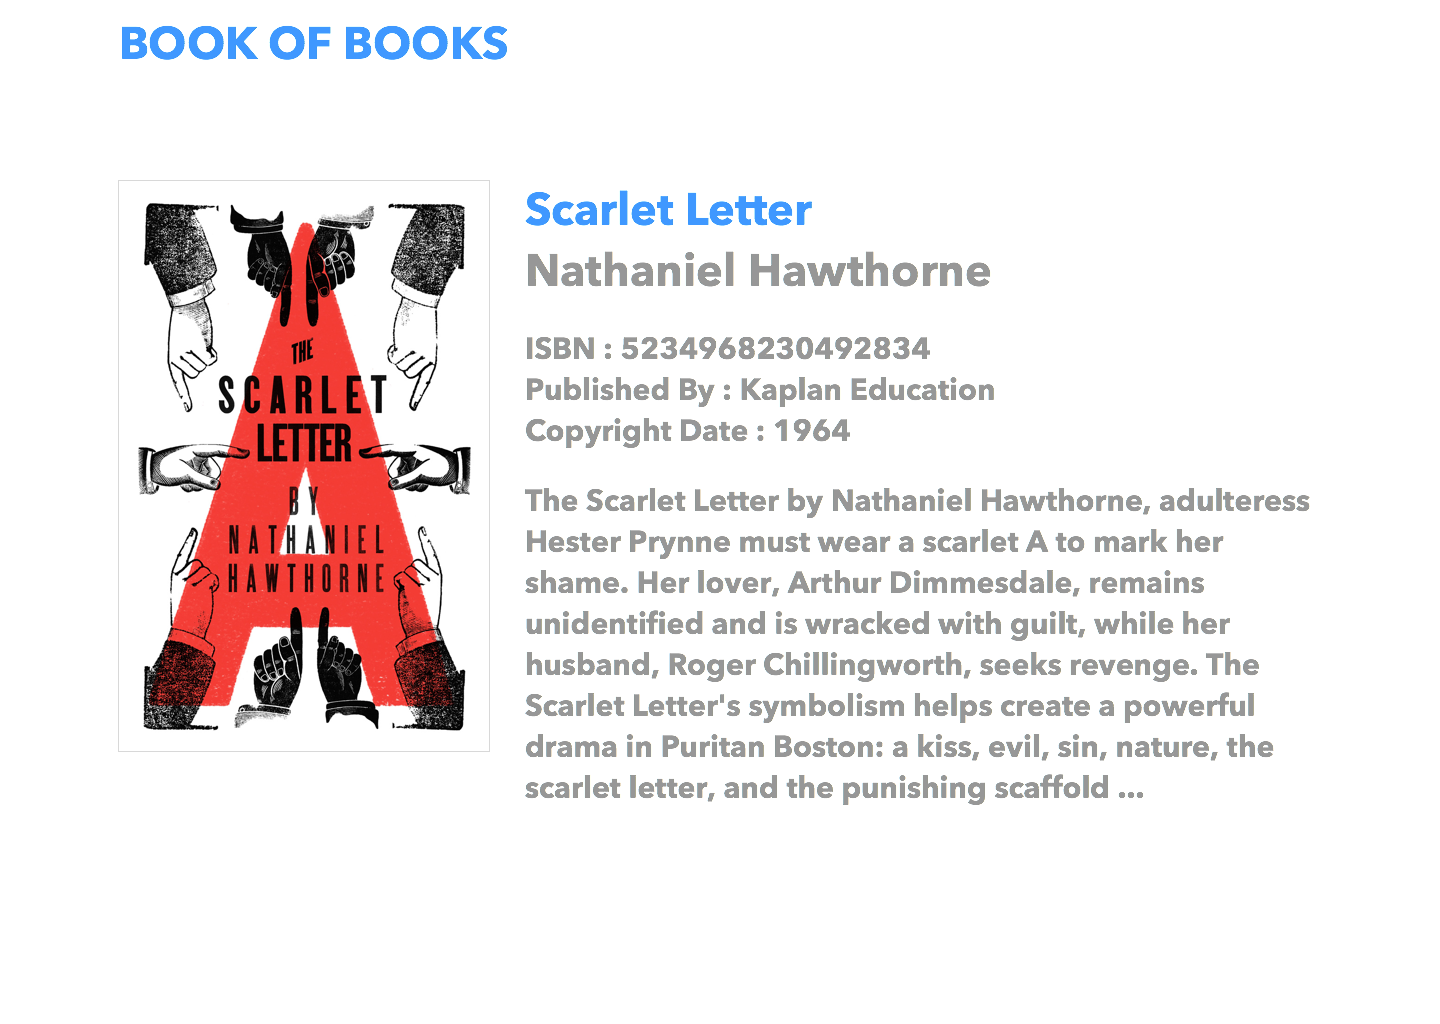 BOOK OF BOOKS
THE
SCARLET
LETTER
BY
NATHANIEL
HAWTHORNE
Scarlet Letter
Nathaniel Hawthorne
ISBN : 5234968230492834
Published By : Kaplan Education
Copyright Date : 1964
The Scarlet Letter by Nathaniel Hawthorne, adulteress
Hester Prynne must wear a scarlet A to mark her
shame. Her lover, Arthur Dimmesdale, remains
unidentified and is wracked with guilt, while her
husband, Roger Chillingworth, seeks revenge. The
Scarlet Letter's symbolism helps create a powerful
drama in Puritan Boston: a kiss, evil, sin, nature, the
scarlet letter, and the punishing scaffold ...